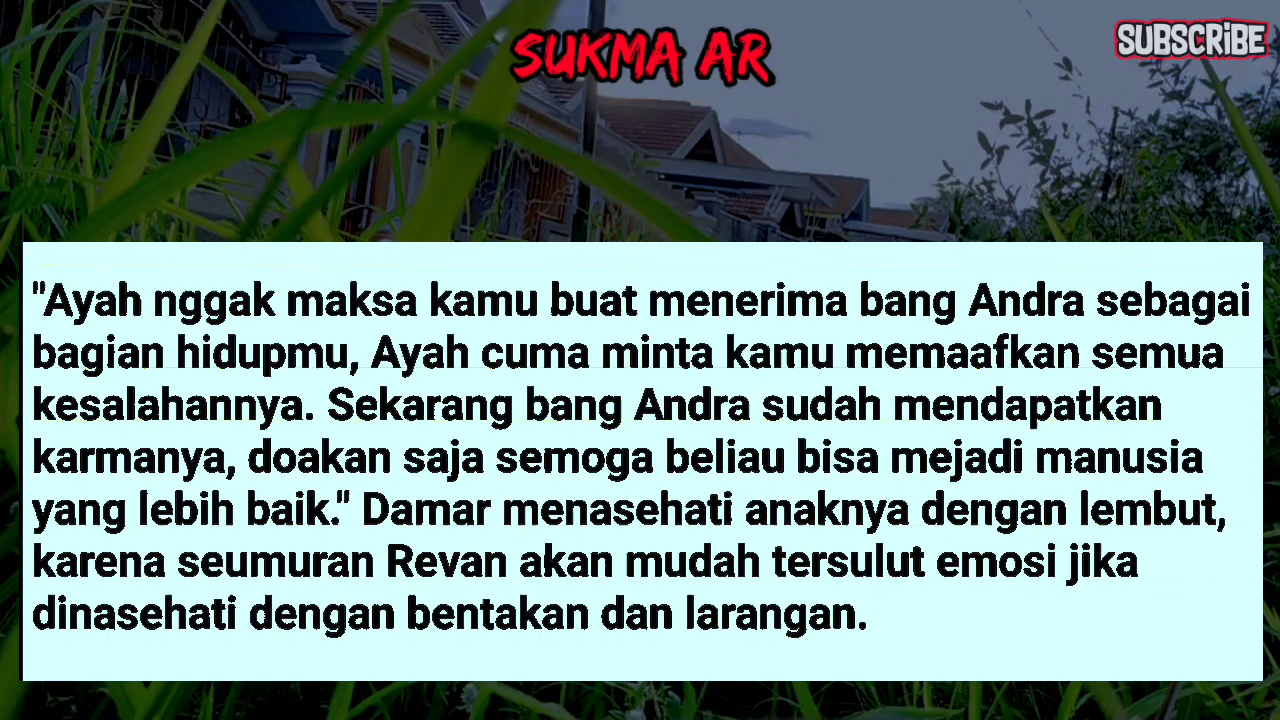 SUKMA AR
SUBSCRiBE
"Ayah nggak maksa kamu buat menerima bang Andra sebagai
bagian hidupmu, Ayah cuma minta kamu memaafkan semua
kesalahannya. Sekarang bang Andra sudah mendapatkan
karmanya, doakan saja semoga beliau bisa mejadi manusia
yang lebih baik." Damar menasehati anaknya dengan lembut,
karena seumuran Revan akan mudah tersulut emosi jika
dinasehati dengan bentakan dan larangan.